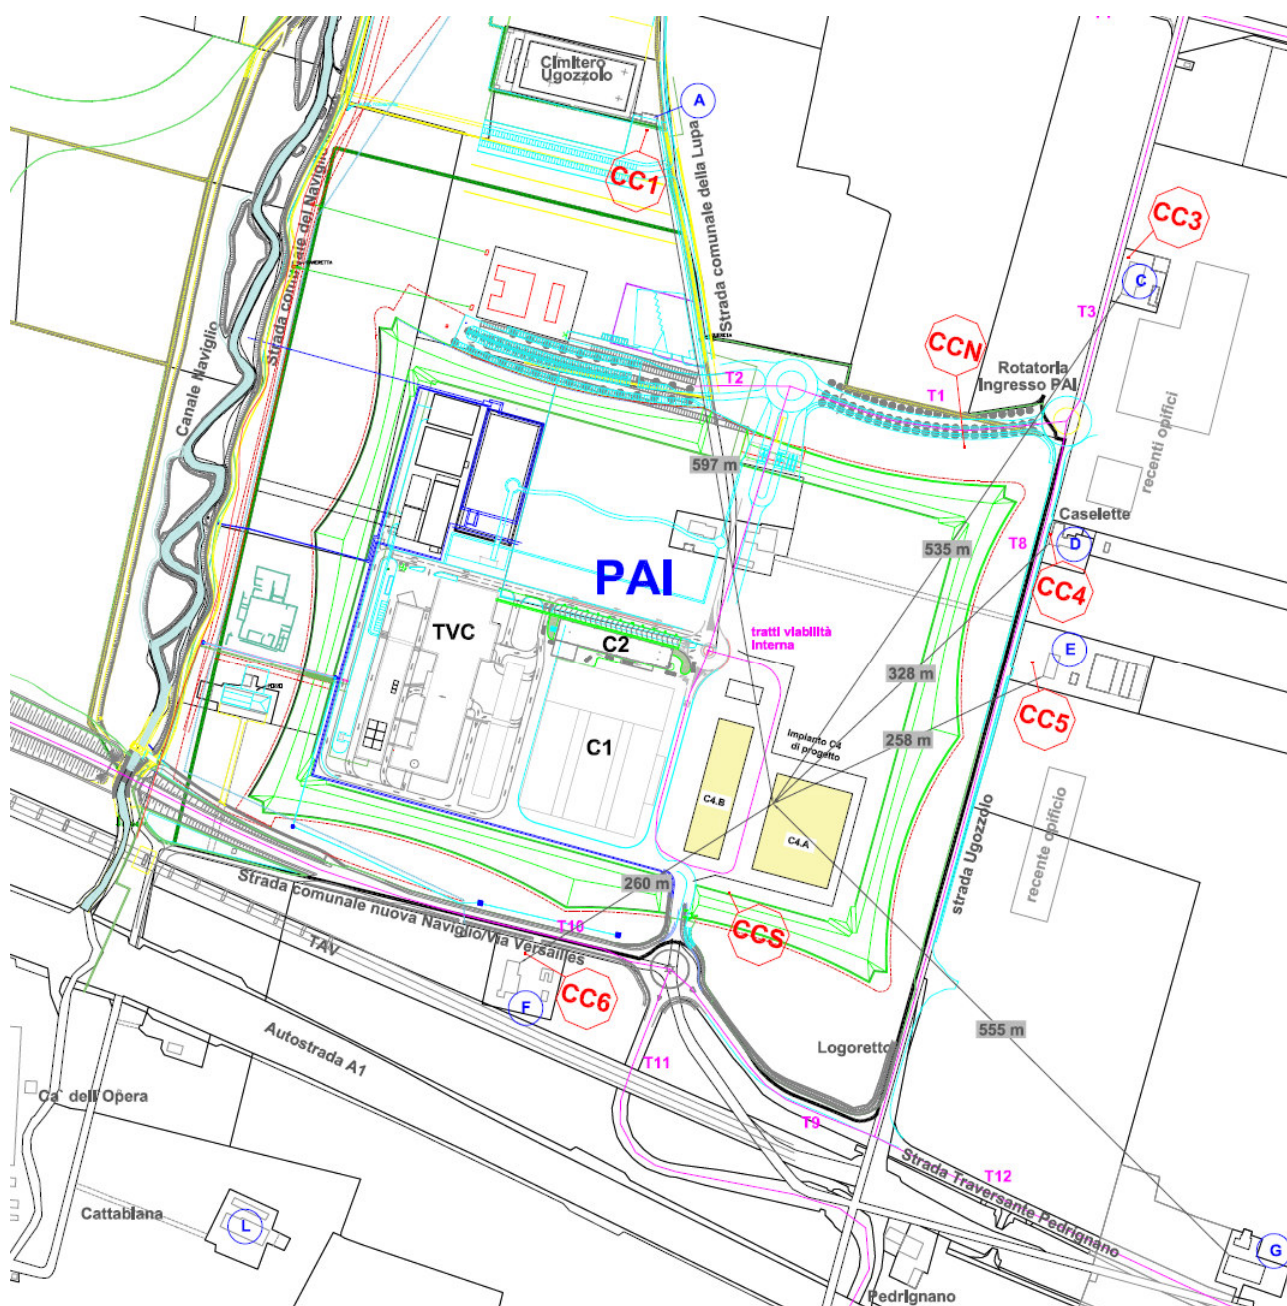 Cimitero
Ugozzolo
A
CC1
Strada comunale della Lupa
Strada comunale del Naviglio
Canale Naviglio
CC3
C
T3
CCN
Rotatoria
Ingresso PAI
T2
T1
597 m
recenti opifici
Caselette
535 m
T8
D
CC4
PAI
TVC
C2
tratti viabilità
interna
E
328 m
CC5
258 m
C1
Impianto C4
di progetto
C4.B
C4.A
strada Ugozzolo
recente opificio
260 m
Strada comunale nuova Naviglio/Via Versailles
T10
CCS
TAV
CC6
F
Autostrada A1
555 m
Logoretto
T11
Ca` dell'Opera
T9
Strada Traversante Pedrignano
T12
Cattabiana
L
G
Pedrignano